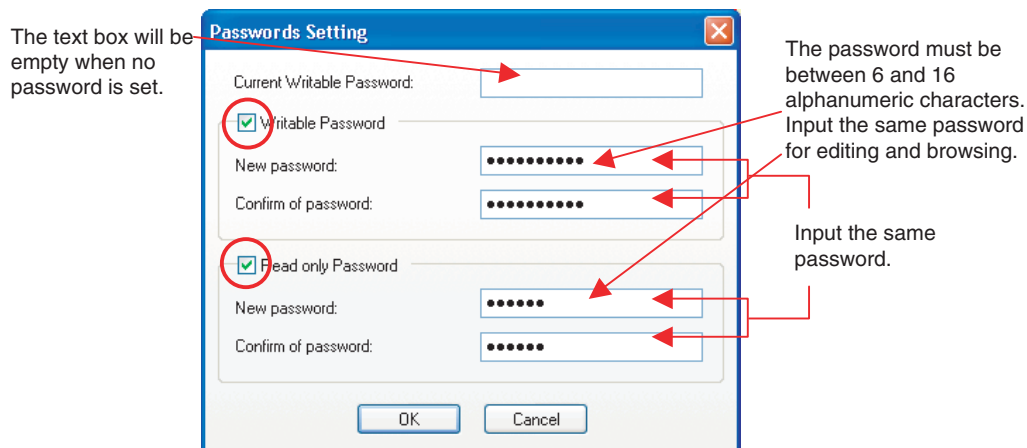 The text box will be
empty when no
password is set.
Passwords Setting
Current Writable Password:
Writable Password
New password:
●●●●●●●●●●
Confirm of password:
●●●●●●●●●●
Read only Password
New password:
●●●●●●
Confirm of password:
●●●●●●
OK
Cancel
The password must be
between 6 and 16
alphanumeric characters.
Input the same password
for editing and browsing.
Input the same
password.